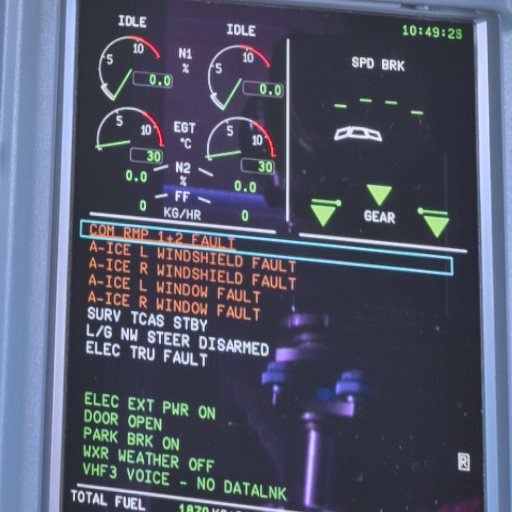 IDLE IDLE 10:49:25
5 10 N1 % 5 10 SPD BRK
0.0 0.0
5 10 EGT °C 5 10
30 30
0.0 N2 % 0.0
0 FF 0 GEAR
KG/HR
COM RMP 1+2 FAULT
A-ICE L WINDSHIELD FAULT
A-ICE R WINDSHIELD FAULT
A-ICE L WINDOW FAULT
A-ICE R WINDOW FAULT
SURV TCAS STBY
L/G NW STEER DISARMED
ELEC TRU FAULT
ELEC EXT PWR ON
DOOR OPEN
PARK BRK ON
WXR WEATHER OFF
VHF3 VOICE - NO DATALNK
R
TOTAL FUEL 1870